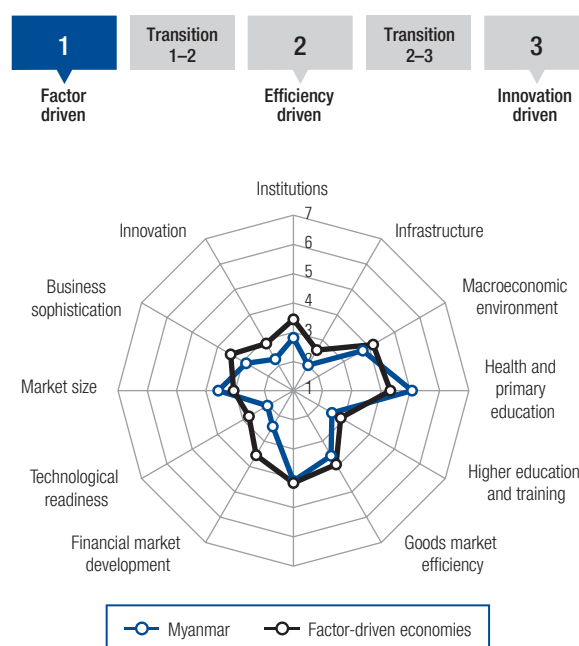 1
Transition
1–2
2
Transition
2–3
3
Factor
driven
Efficiency
driven
Innovation
driven
Institutions
7
6
5
4
3
2
1
Innovation
Infrastructure
Business
sophistication
Macroeconomic
environment
Market size
Health and
primary
education
Technological
readiness
Higher education
and training
Financial market
development
Goods market
efficiency
Myanmar
Factor-driven economies